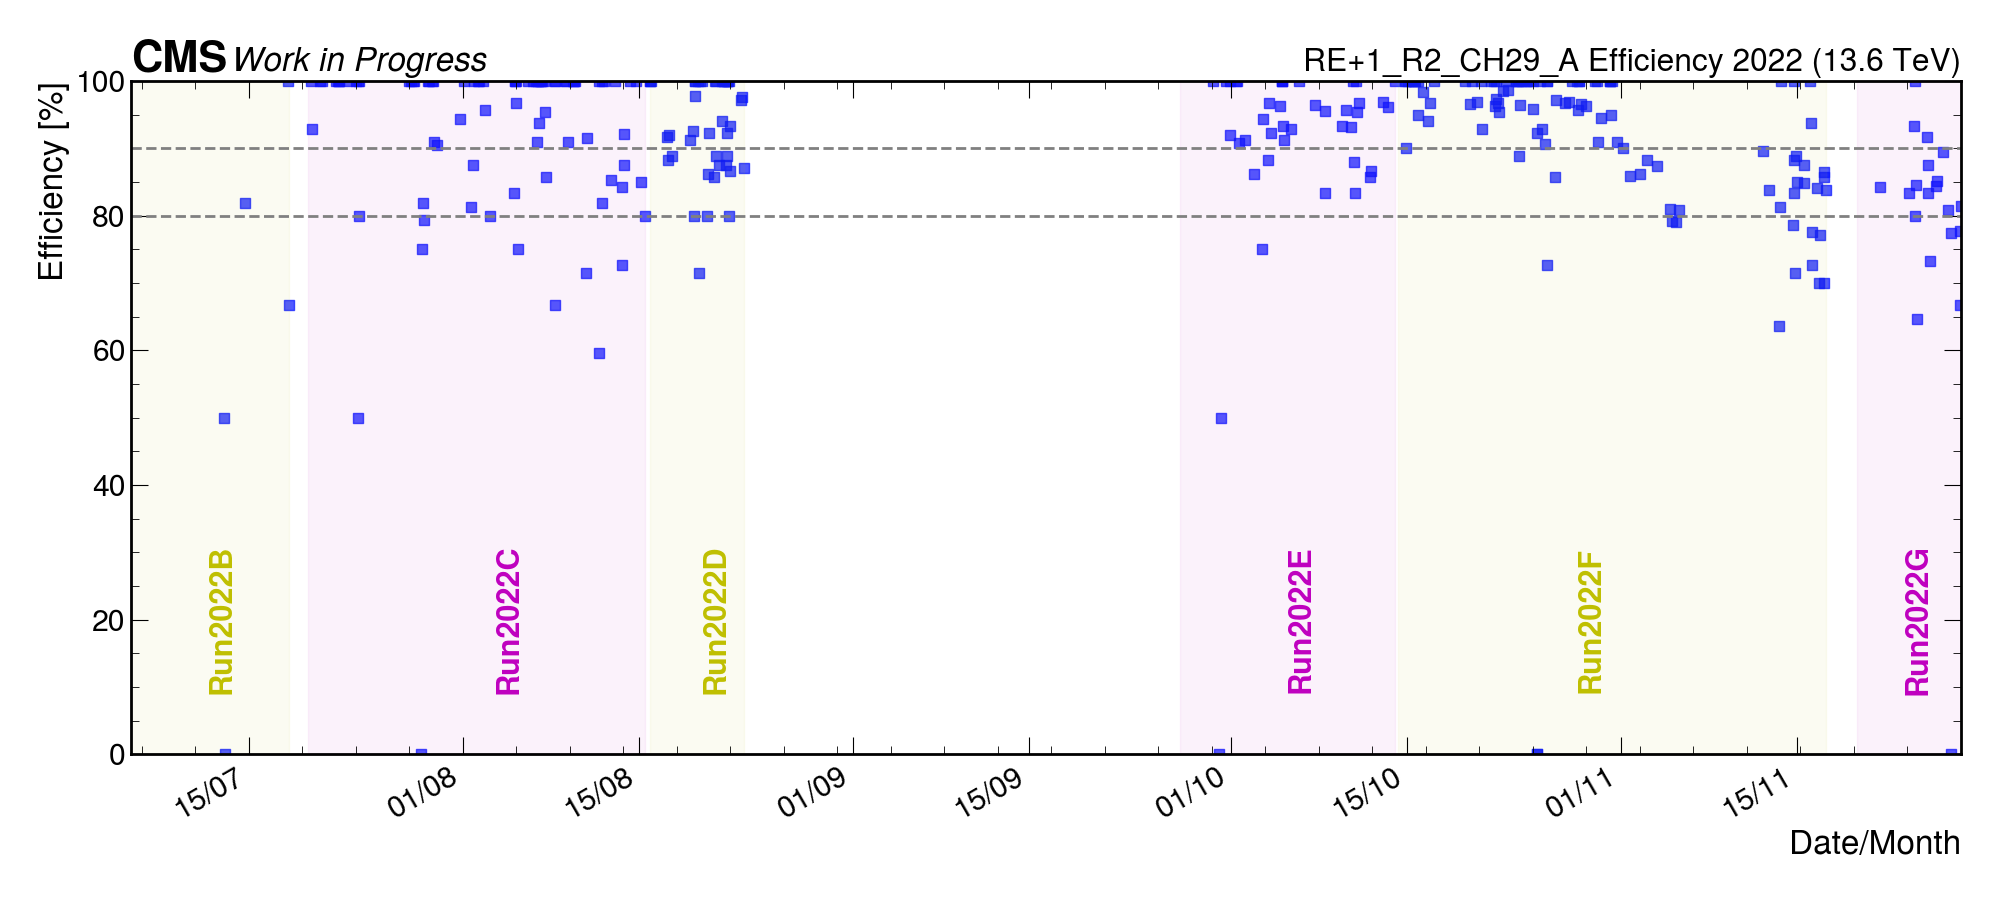 CMS Work in Progress
RE+1_R2_CH29_A Efficiency 2022 (13.6 TeV)
Efficiency [%]
100
80
60
40
20
0
Run2022B
Run2022C
Run2022D
Run2022E
Run2022F
Run2022G
15/07
01/08
15/08
01/09
15/09
01/10
15/10
01/11
15/11
Date/Month